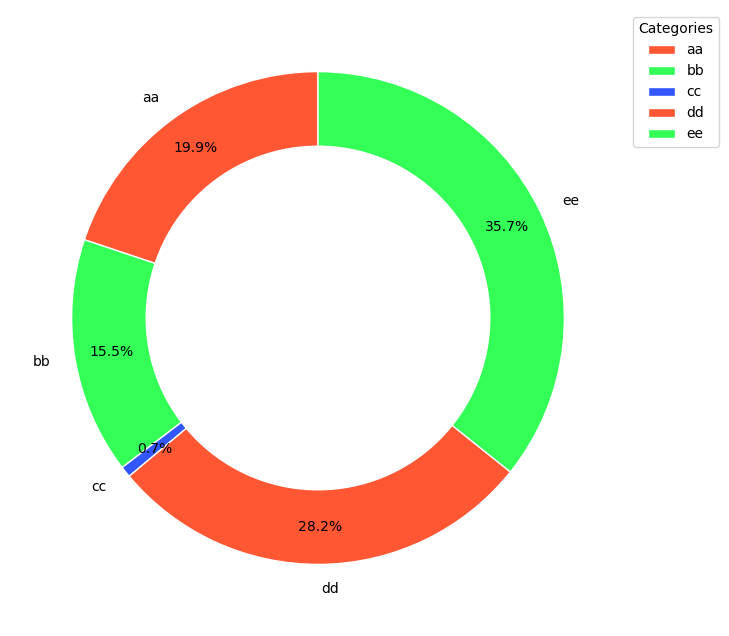 Categories
aa
bb
cc
dd
ee
aa
19.9%
ee
35.7%
bb
15.5%
0.7%
cc
28.2%
dd